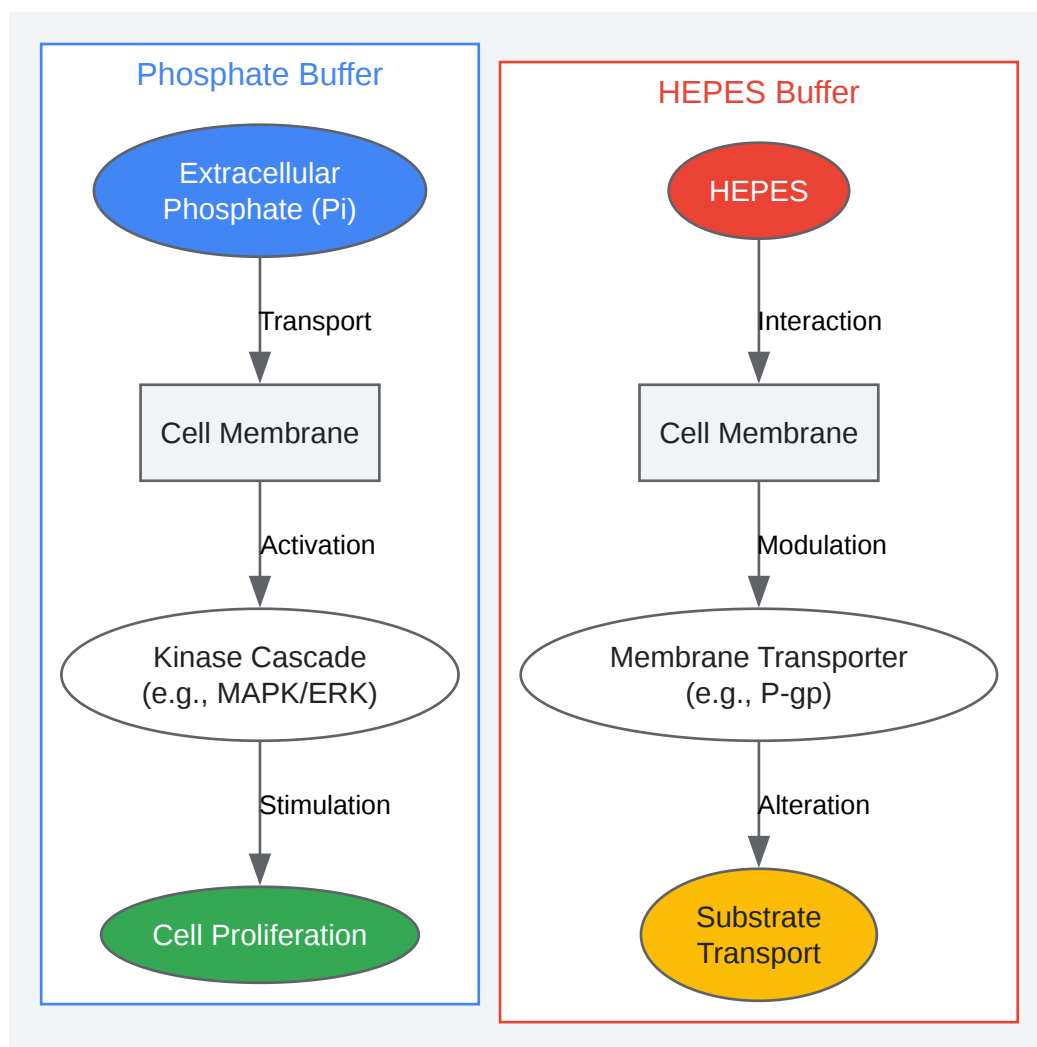 Phosphate Buffer
Extracellular
Phosphate (Pi)
Transport
Cell Membrane
Activation
Kinase Cascade
(e.g., MAPK/ERK)
Stimulation
Cell Proliferation
HEPES Buffer
HEPES
Interaction
Cell Membrane
Modulation
Membrane Transporter
(e.g., P-gp)
Alteration
Substrate
Transport